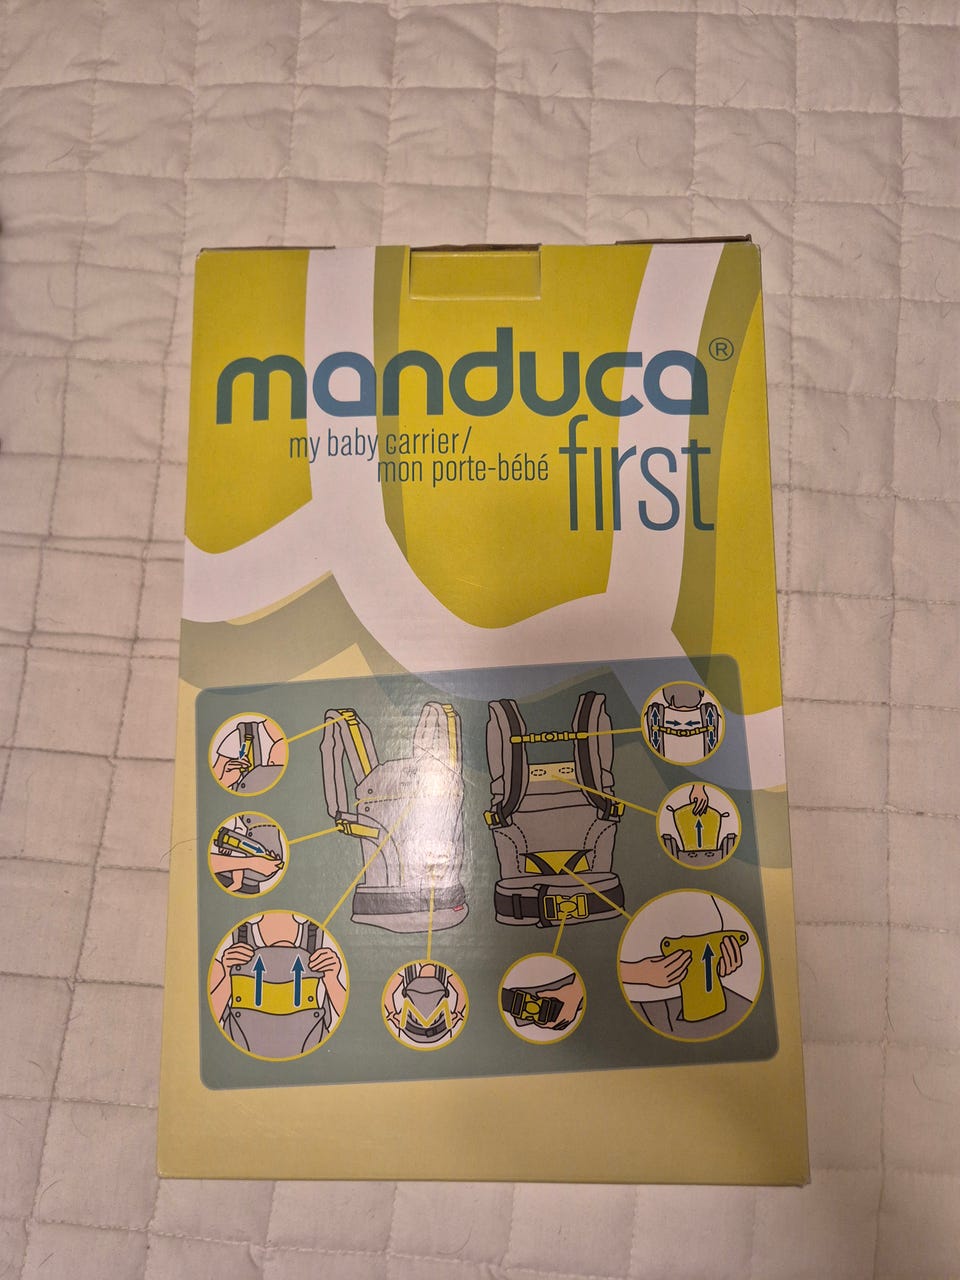 manduca®
my baby carrier/
mon porte-bébé
first